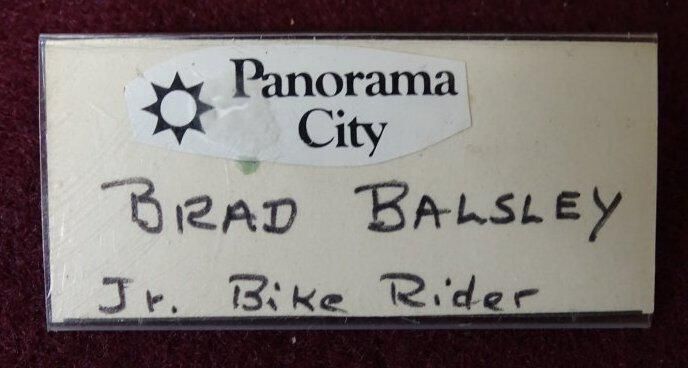 Panorama
City
BRAD BALSLEY
Jr. Bike Rider